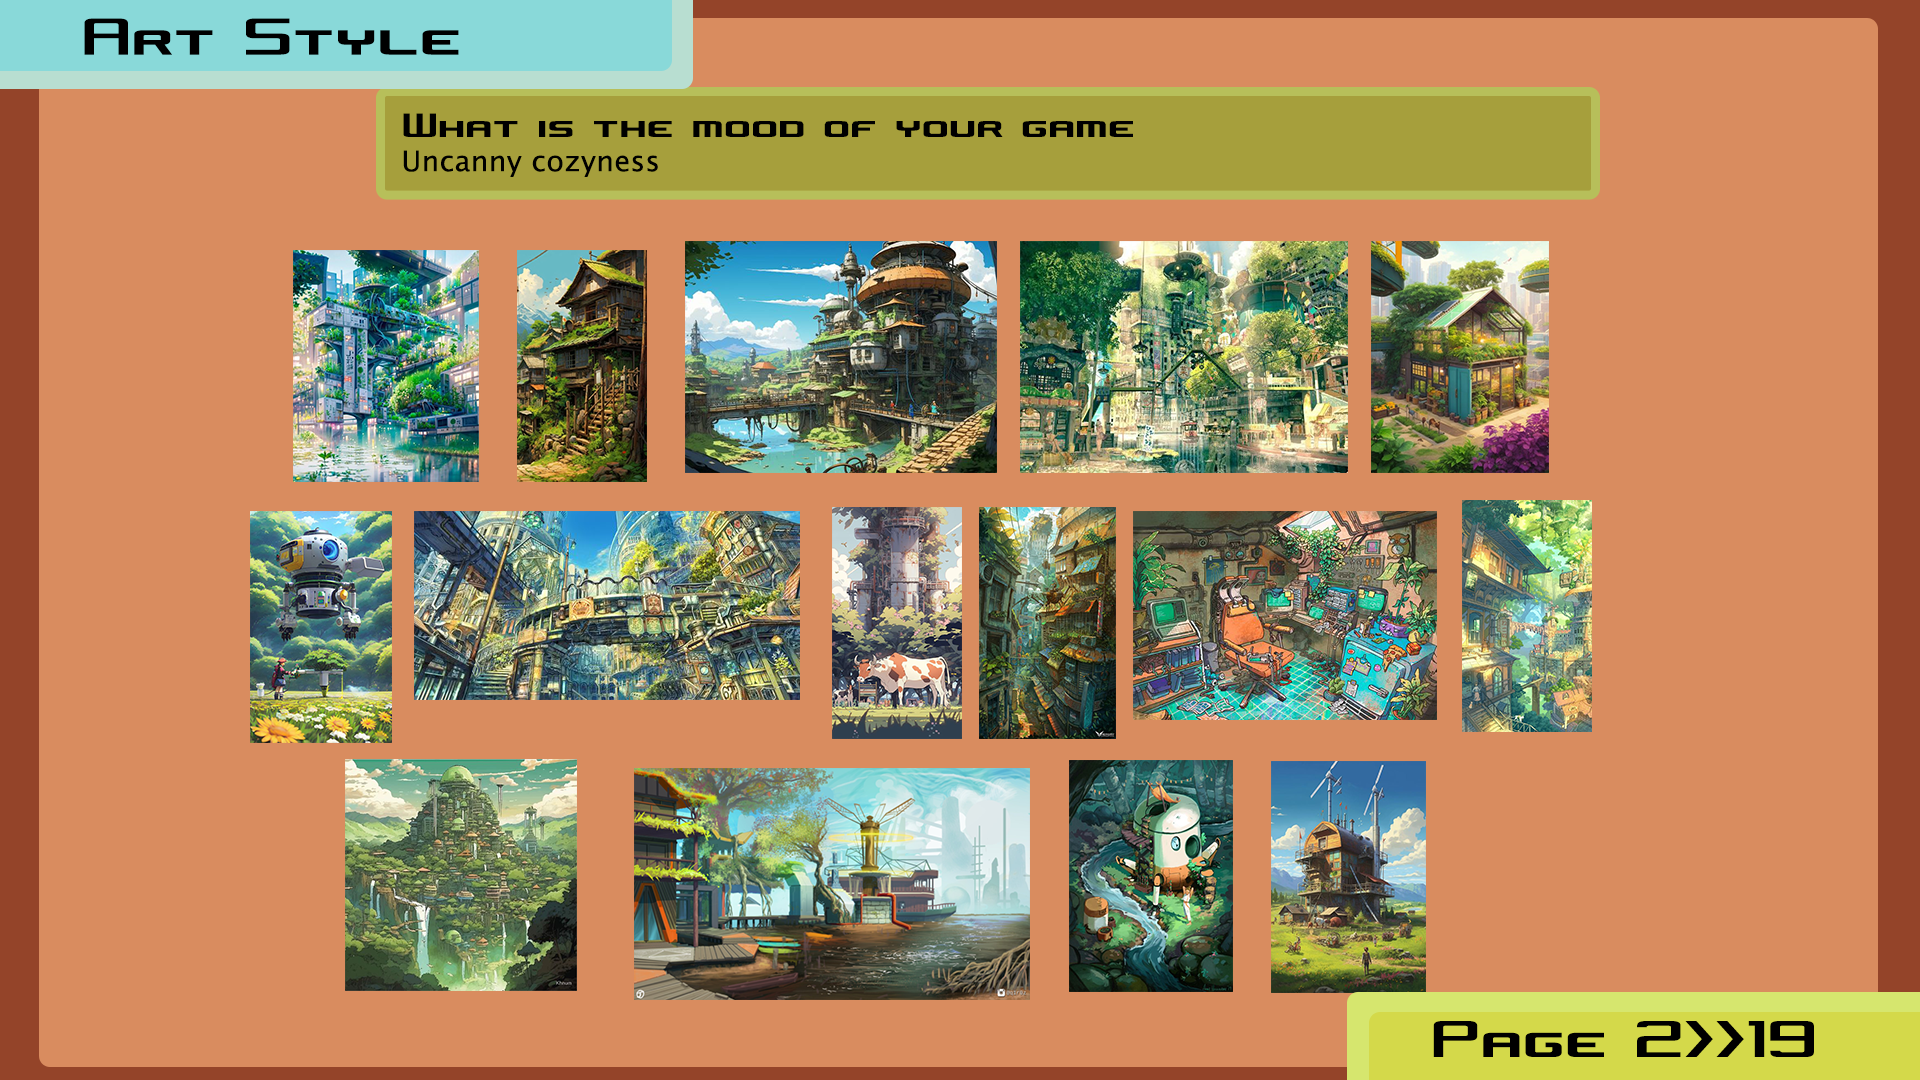 Art Style
What is the mood of your game
Uncanny cozyness
Page 2>>19